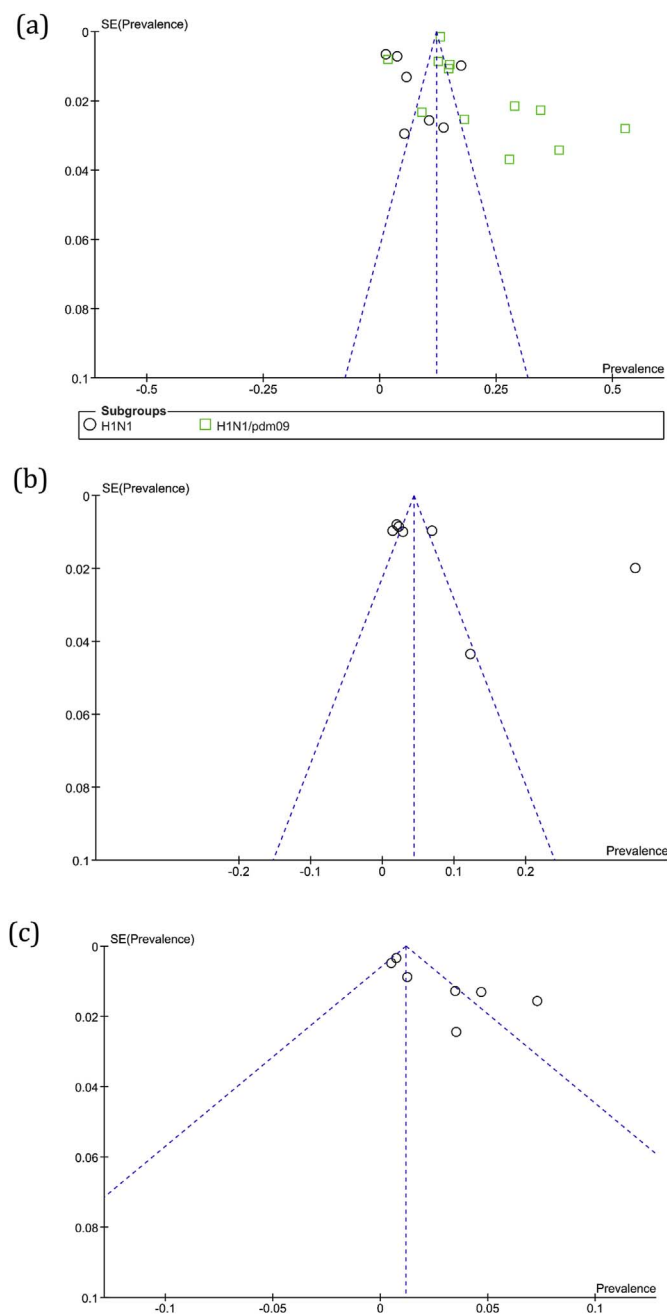 (a)
SE(Prevalence)
0
0.02
0.04
0.06
0.08
0.1
Prevalence
-0.5 -0.25 0 0.25 0.5
Subgroups
H1N1 H1N1/pdm09
(b)
SE(Prevalence)
0
0.02
0.04
0.06
0.08
0.1
Prevalence
-0.2 -0.1 0 0.1 0.2
(c)
SE(Prevalence)
0
0.02
0.04
0.06
0.08
0.1
Prevalence
-0.1 -0.05 0 0.05 0.1